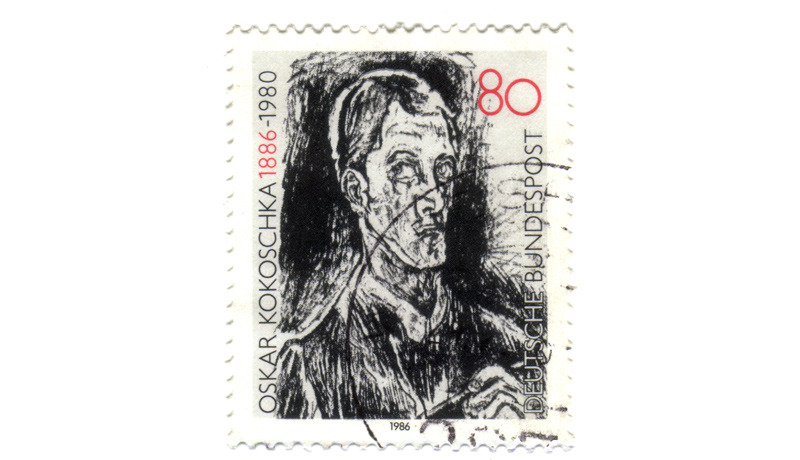 OSKAR KOKOSCHKA 1886-1980
80
DEUTSCHE BUNDESPOST
1986